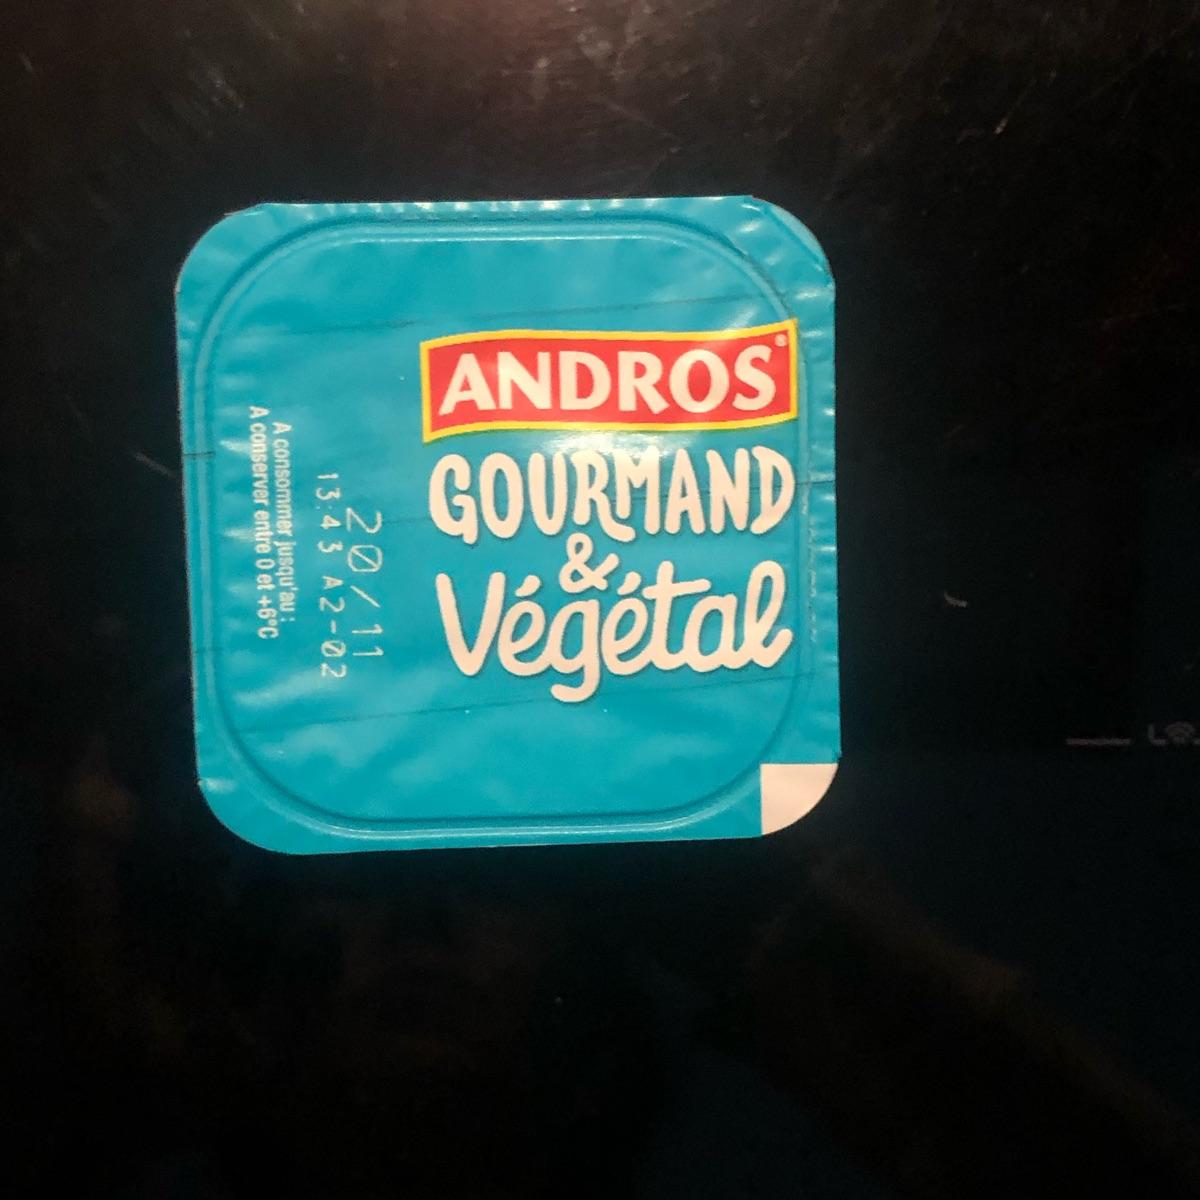 ANDROS®
GOURMAND
&
Végétal
20/11
13:43 A2-02
A consommer jusqu'au :
A conserver entre 0 et +6°C